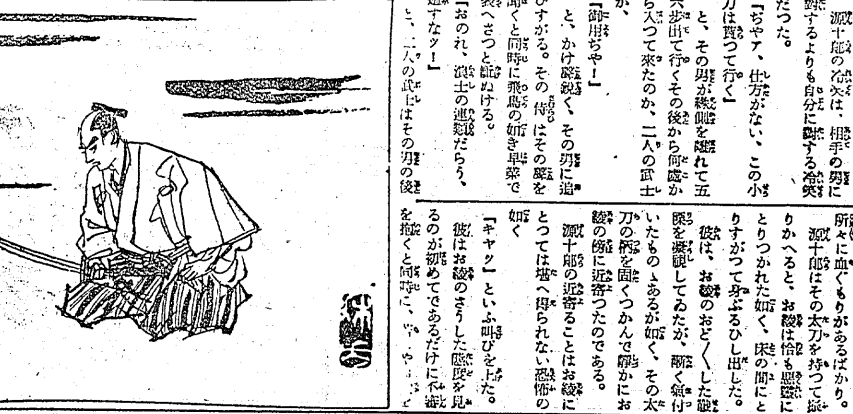 源十郎の冷笑は、相手の男に
對するよりも自分に對する冷笑
だつた。
『ぢやア、仕方がない、この小
刀は貰つて行く』
と、その男が縁側を離れて五
六歩出て行くその後から何處か
ら入つて來たのか、二人の武士
が、
『御用ぢや！』
と、かけ聲鋭く、その男に追
ひすがる。その侍はその聲を
聞くと同時に飛鳥の如き早業で
裏へさつと駈ぬける。
『おのれ、浪士の連類だらう、
逃すなツ！』
と、二人の武士はその男の後
所々に血くもりがあるばかり。
源十郎はその太刀を持つて振
りかへると、お綾は恰も惡靈に
とりつかれた如く、床の間にと
りすがつて身ぶるひし出した。
彼は、お綾のおど〳〵した態
度を凝視してゐたが、軈て氣付
いたものゝあるが如く、その太
刀の柄を固くつかんで靜かにお
綾の傍に近寄つたのである。
源十郎の近寄ることはお綾に
とつては堪へ得られない恐怖の
如く
『キヤツ』といふ叫びを上た。
彼はお綾のさうした態度を見
るのが初めてであるだけに不審
を抱くと同時に、